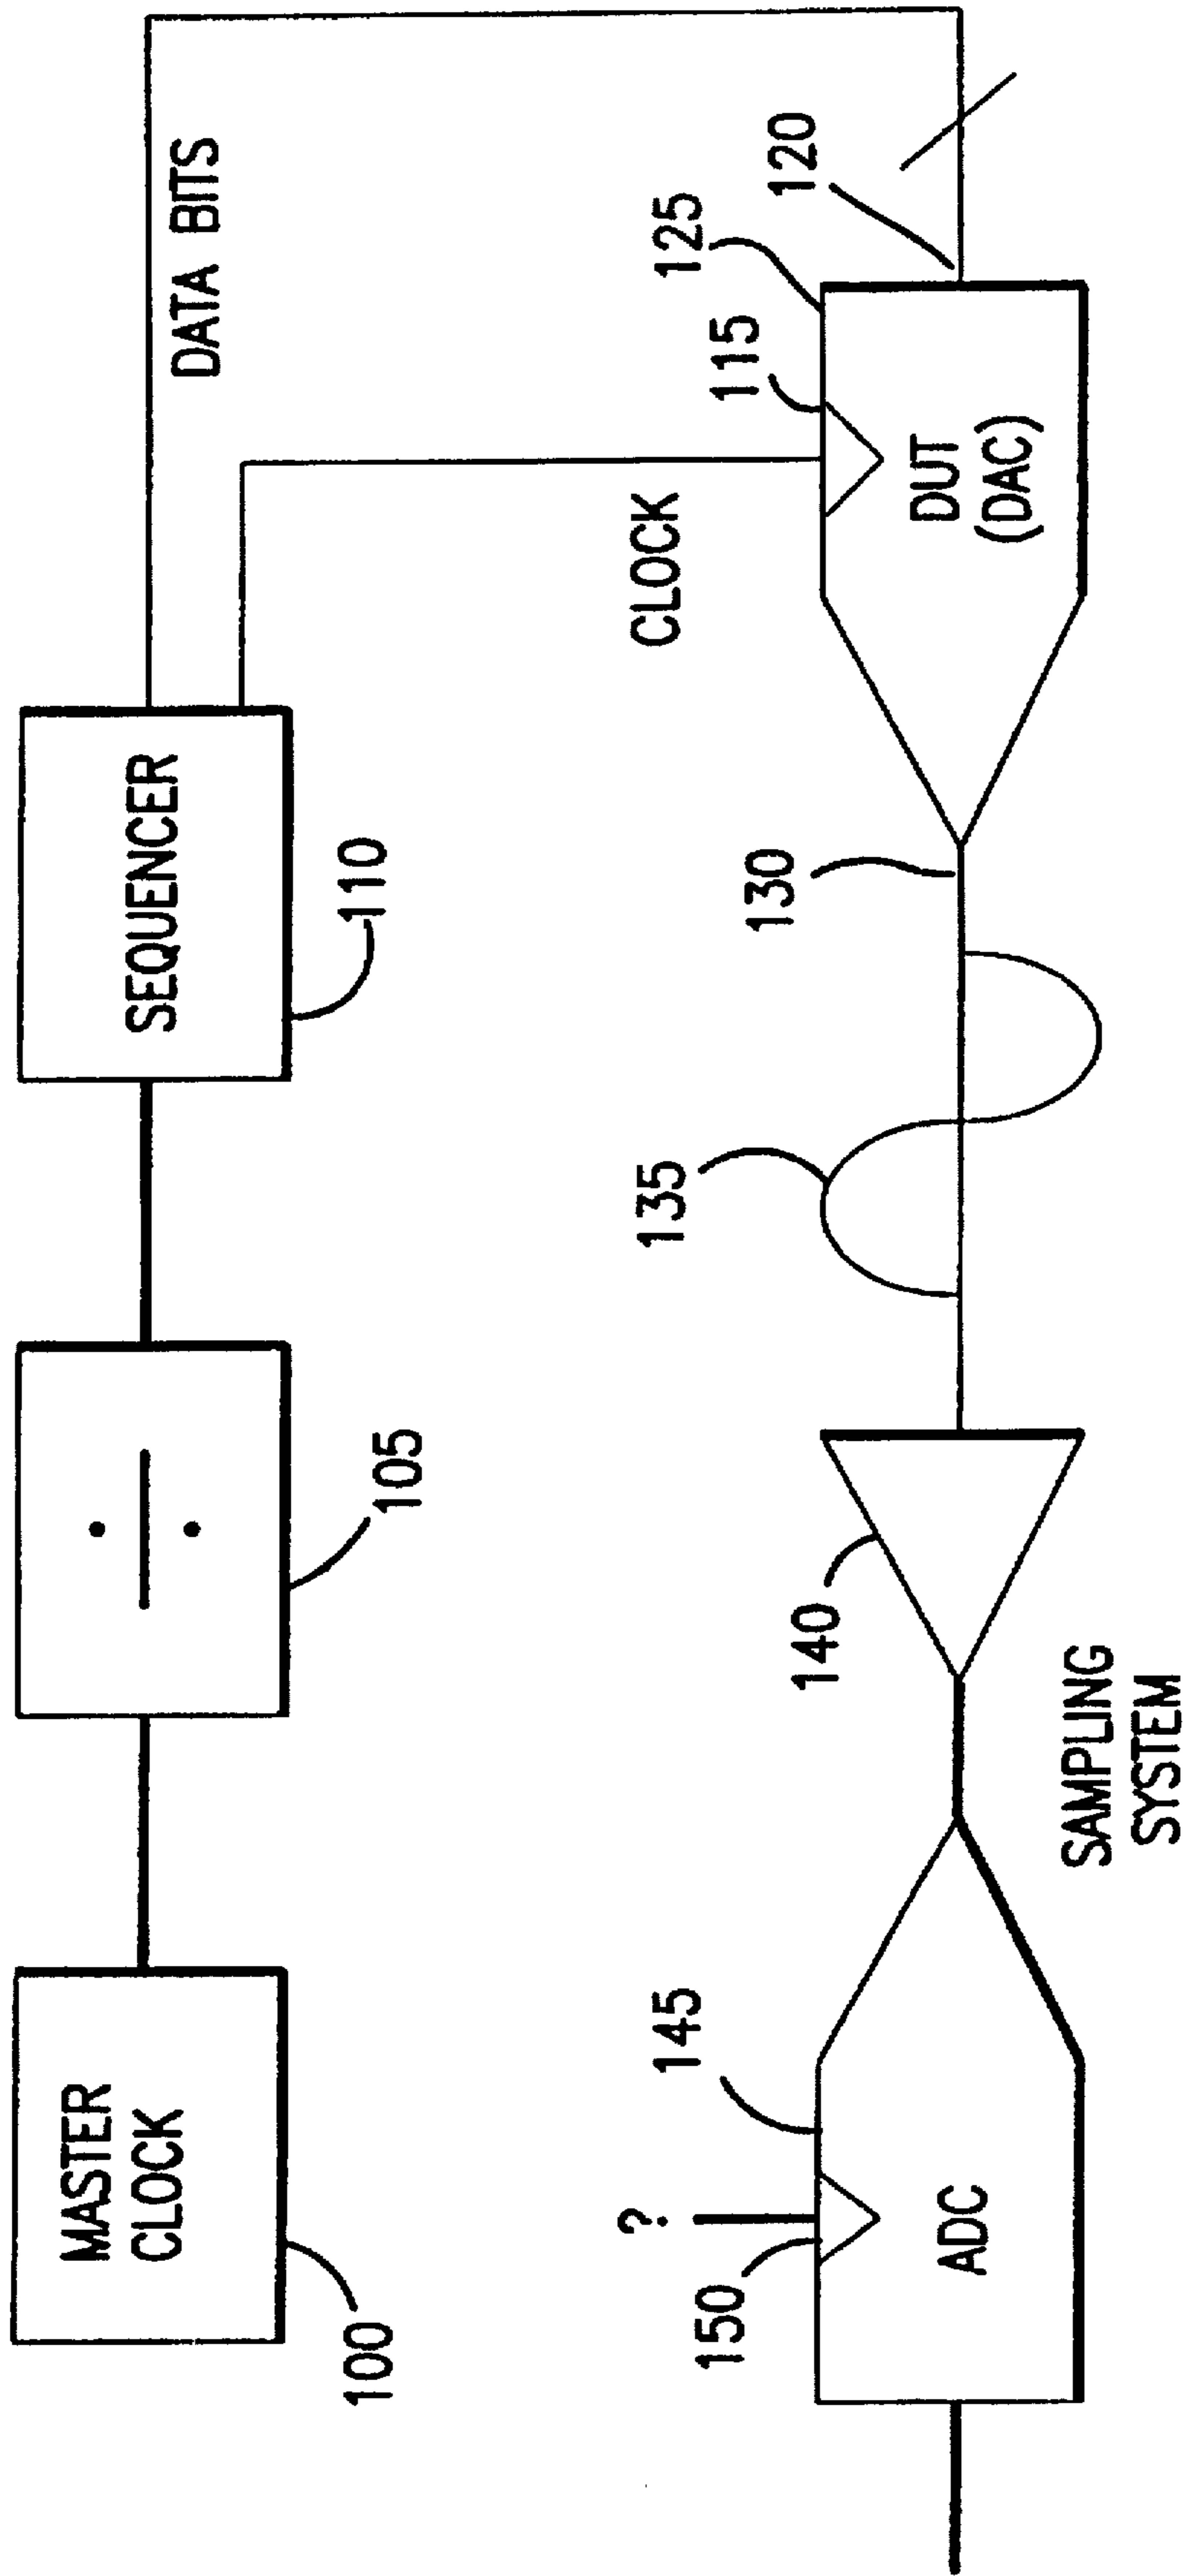 MASTER
CLOCK
100
÷
105
SEQUENCER
110
DATA BITS
CLOCK
?
150
145
ADC
SAMPLING
SYSTEM
140
135
130
115
125
120
DUT
(DAC)